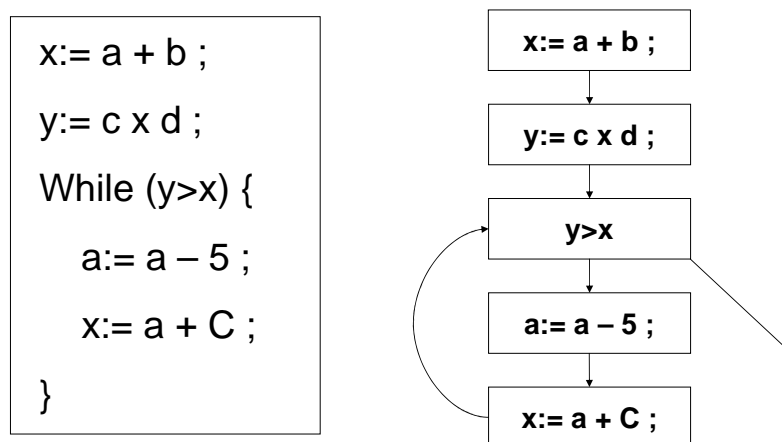 x:= a + b ;
y:= c x d ;
While (y>x) {
a:= a – 5 ;
x:= a + C ;
}
x:= a + b ;
y:= c x d ;
y>x
a:= a – 5 ;
x:= a + C ;